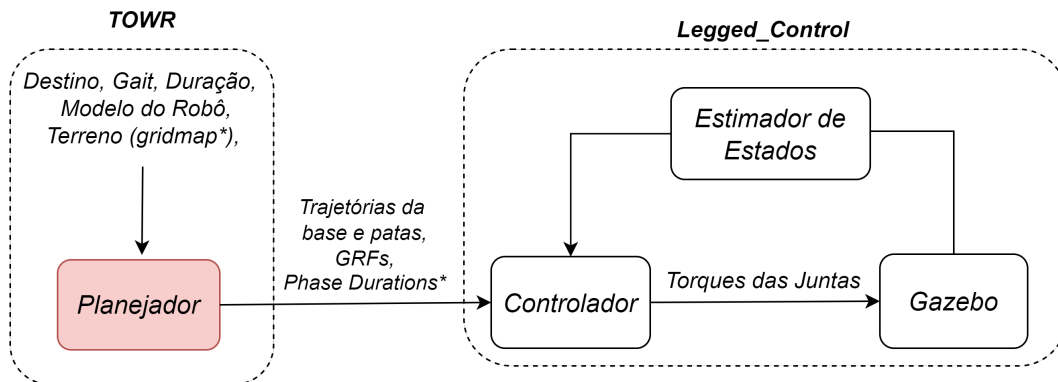 TOWR
Destino, Gait, Duração,
Modelo do Robô,
Terreno (gridmap*),
Planejador
Trajetórias da
base e patas,
GRFs,
Phase Durations*
Legged_Control
Estimador de
Estados
Controlador
Torques das Juntas
Gazebo